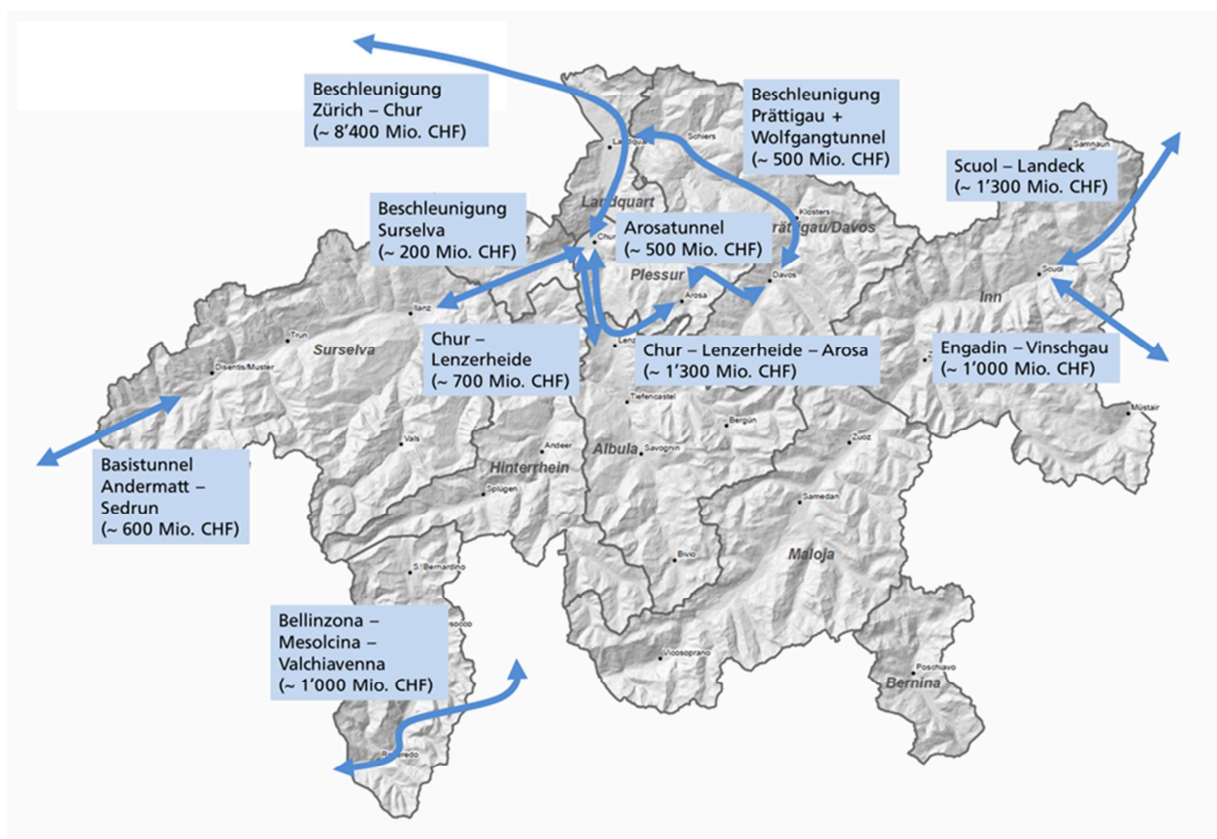 Beschleunigung
Zürich – Chur
(~ 8'400 Mio. CHF)
Beschleunigung
Prättigau +
Wolfgangtunnel
(~ 500 Mio. CHF)
Scuol – Landeck
(~ 1'300 Mio. CHF)
Beschleunigung
Surselva
(~ 200 Mio. CHF)
Arosatunnel
(~ 500 Mio. CHF)
Chur –
Lenzerheide
(~ 700 Mio. CHF)
Chur – Lenzerheide – Arosa
(~ 1'300 Mio. CHF)
Engadin – Vinschgau
(~ 1'000 Mio. CHF)
Basistunnel
Andermatt –
Sedrun
(~ 600 Mio. CHF)
Bellinzona –
Mesolcina –
Valchiavenna
(~ 1'000 Mio. CHF)
Schiers
Samnaun
Landquart
Klosters
Chur
Plessur
Davos
Scuol
Inn
Arosa
Ilanz
Trun
Surselva
Disentis/Muster
Tiefencastel
Bergün
Müstair
Vals
Andeer
Hinterrhein
Albula
Savognin
Zuoz
Splügen
Samedan
Bivio
Maloja
S. Bernardino
Vicosoprano
Poschiavo
Bernina